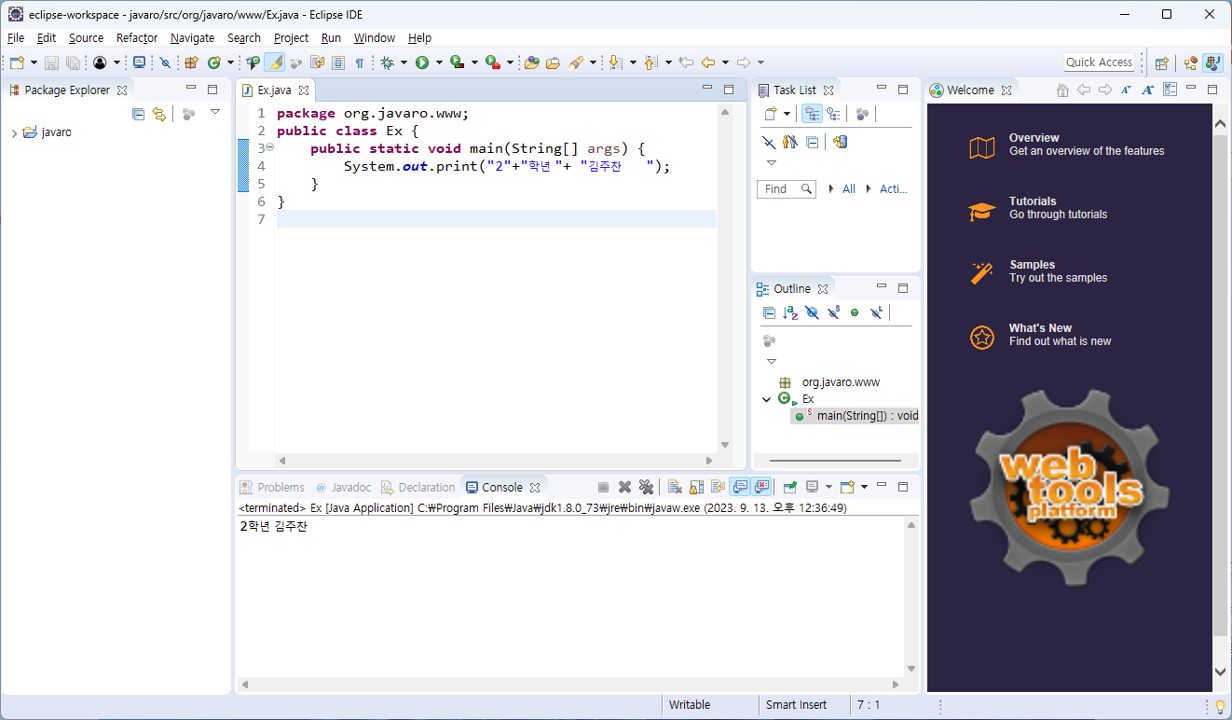 eclipse-workspace - javaro/src/org/javaro/www/Ex.java - Eclipse IDE
File Edit Source Refactor Navigate Search Project Run Window Help
Quick Access
Package Explorer
javaro
Ex.java
1 package org.javaro.www;
2 public class Ex {
3 public static void main(String[] args) {
4 System.out.print("2"+"학년 "+ "김주찬   ");
5 }
6 }
7
Task List
Find All Acti...
Outline
org.javaro.www
Ex
main(String[]) : void
Welcome
Overview
Get an overview of the features
Tutorials
Go through tutorials
Samples
Try out the samples
What's New
Find out what is new
web
tools
platform
Problems Javadoc Declaration Console
<terminated> Ex [Java Application] C:₩Program Files₩Java₩jdk1.8.0_73₩jre₩bin₩javaw.exe (2023. 9. 13. 오후 12:36:49)
2학년 김주찬
Writable Smart Insert 7 : 1